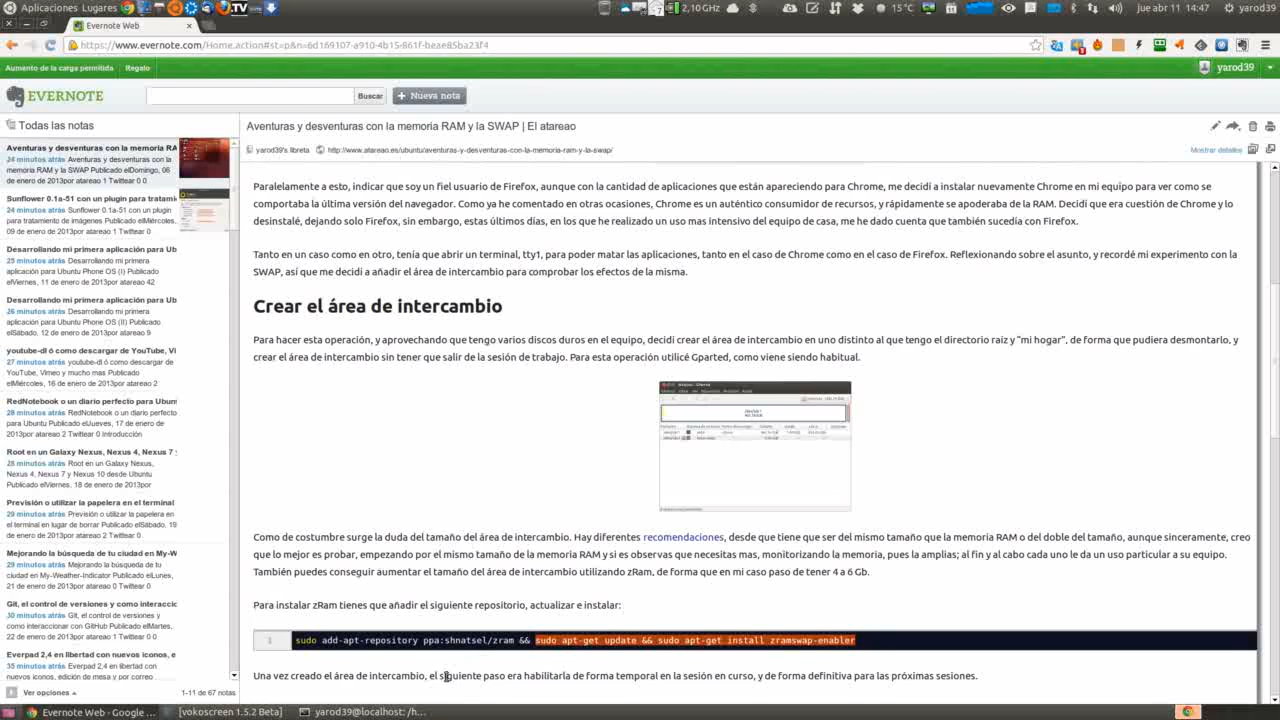 Aplicaciones Lugares TV 2,10 GHz 15°C jue abr 11 14:47 yarod39
Evernote Web
https://www.evernote.com/Home.action#st=p&n=6d169107-a910-4b15-861f-beae85ba23f4
Aumento de la carga permitida Regalo yarod39
EVERNOTE Buscar + Nueva nota
Todas las notas
Aventuras y desventuras con la memoria RA
24 minutos atrás Aventuras y desventuras con la
memoria RAM y la SWAP Publicado elDomingo, 06
de enero de 2013por atareao 1 Twittear 0 0
Sunflower 0.1a-51 con un plugin para tratamie
24 minutos atrás Sunflower 0.1a-51 con un plugin
para tratamiento de imágenes Publicado elMiércoles,
09 de enero de 2013por atareao 1 Twittear 0
Desarrollando mi primera aplicación para Ub
25 minutos atrás Desarrollando mi primera
aplicación para Ubuntu Phone OS (I) Publicado
elViernes, 11 de enero de 2013por atareao 42
Desarrollando mi primera aplicación para Ub
26 minutos atrás Desarrollando mi primera
aplicación para Ubuntu Phone OS (II) Publicado
elSábado, 12 de enero de 2013por atareao 9
youtube-dl ó como descargar de YouTube, Vi
27 minutos atrás youtube-dl ó como descargar de
YouTube, Vimeo y mucho mas Publicado
elMiércoles, 16 de enero de 2013por atareao 2
RedNotebook o un diario perfecto para Ubun
28 minutos atrás RedNotebook o un diario perfecto
para Ubuntu Publicado elJueves, 17 de enero de
2013por atareao 2 Twittear 0 Introducción
Root en un Galaxy Nexus, Nexus 4, Nexus 7 y
28 minutos atrás Root en un Galaxy Nexus,
Nexus 4, Nexus 7 y Nexus 10 desde Ubuntu
Publicado elViernes, 18 de enero de 2013por
Previsión o utilizar la papelera en el terminal
29 minutos atrás Previsión o utilizar la papelera en
el terminal en lugar de borrar Publicado elSábado, 19
de enero de 2013por atareao 2 Twittear 0
Mejorando la búsqueda de tu ciudad en My-W
29 minutos atrás Mejorando la búsqueda de tu
ciudad en My-Weather-Indicator Publicado elLunes,
21 de enero de 2013por atareao 0 Twittear 0
Git, el control de versiones y como interaccio
30 minutos atrás Git, el control de versiones y
como interaccionar con GitHub Publicado elMartes,
22 de enero de 2013por atareao 0 Twittear 0 0
Everpad 2,4 en libertad con nuevos iconos, e
35 minutos atrás Everpad 2,4 en libertad con
nuevos iconos, edición de mesa y por correo
Ver opciones 1-11 de 67 notas
Aventuras y desventuras con la memoria RAM y la SWAP | El atareao
yarod39's libreta http://www.atareao.es/ubuntu/aventuras-y-desventuras-con-la-memoria-ram-y-la-swap/ Mostrar detalles
Paralelamente a esto, indicar que soy un fiel usuario de Firefox, aunque con la cantidad de aplicaciones que están apareciendo para Chrome, me decidí a instalar nuevamente Chrome en mi equipo para ver como se
comportaba la última versión del navegador. Como ya he comentado en otras ocasiones, Chrome es un auténtico consumidor de recursos, y rápidamente se apoderaba de la RAM. Decidí que era cuestión de Chrome y lo
desinstalé, dejando solo Firefox, sin embargo, estas últimos días, en los que he realizado un uso mas intensivo del equipo de casa, me he dado cuenta que también sucedía con Firefox.
Tanto en un caso como en otro, tenía que abrir un terminal, tty1, para poder matar las aplicaciones, tanto en el caso de Chrome como en el caso de Firefox. Reflexionando sobre el asunto, y recordé mi experimento con la
SWAP, así que me decidí a añadir el área de intercambio para comprobar los efectos de la misma.
Crear el área de intercambio
Para hacer esta operación, y aprovechando que tengo varios discos duros en el equipo, decidí crear el área de intercambio en uno distinto al que tengo el directorio raiz y "mi hogar", de forma que pudiera desmontarlo, y
crear el área de intercambio sin tener que salir de la sesión de trabajo. Para esta operación utilicé Gparted, como viene siendo habitual.
Como de costumbre surge la duda del tamaño del área de intercambio. Hay diferentes recomendaciones, desde que tiene que ser del mismo tamaño que la memoria RAM o del doble del tamaño, aunque sinceramente, creo
que lo mejor es probar, empezando por el mismo tamaño de la memoria RAM y si es observas que necesitas mas, monitorizando la memoria, pues la amplias; al fin y al cabo cada uno le da un uso particular a su equipo.
También puedes conseguir aumentar el tamaño del área de intercambio utilizando zRam, de forma que en mi caso paso de tener 4 a 6 Gb.
Para instalar zRam tienes que añadir el siguiente repositorio, actualizar e instalar:
1 sudo add-apt-repository ppa:shnatsel/zram && sudo apt-get update && sudo apt-get install zramswap-enabler
Una vez creado el área de intercambio, el siguiente paso era habilitarla de forma temporal en la sesión en curso, y de forma definitiva para las próximas sesiones.
Evernote Web - Google ... [vokoscreen 1.5.2 Beta] yarod39@localhost: /h...